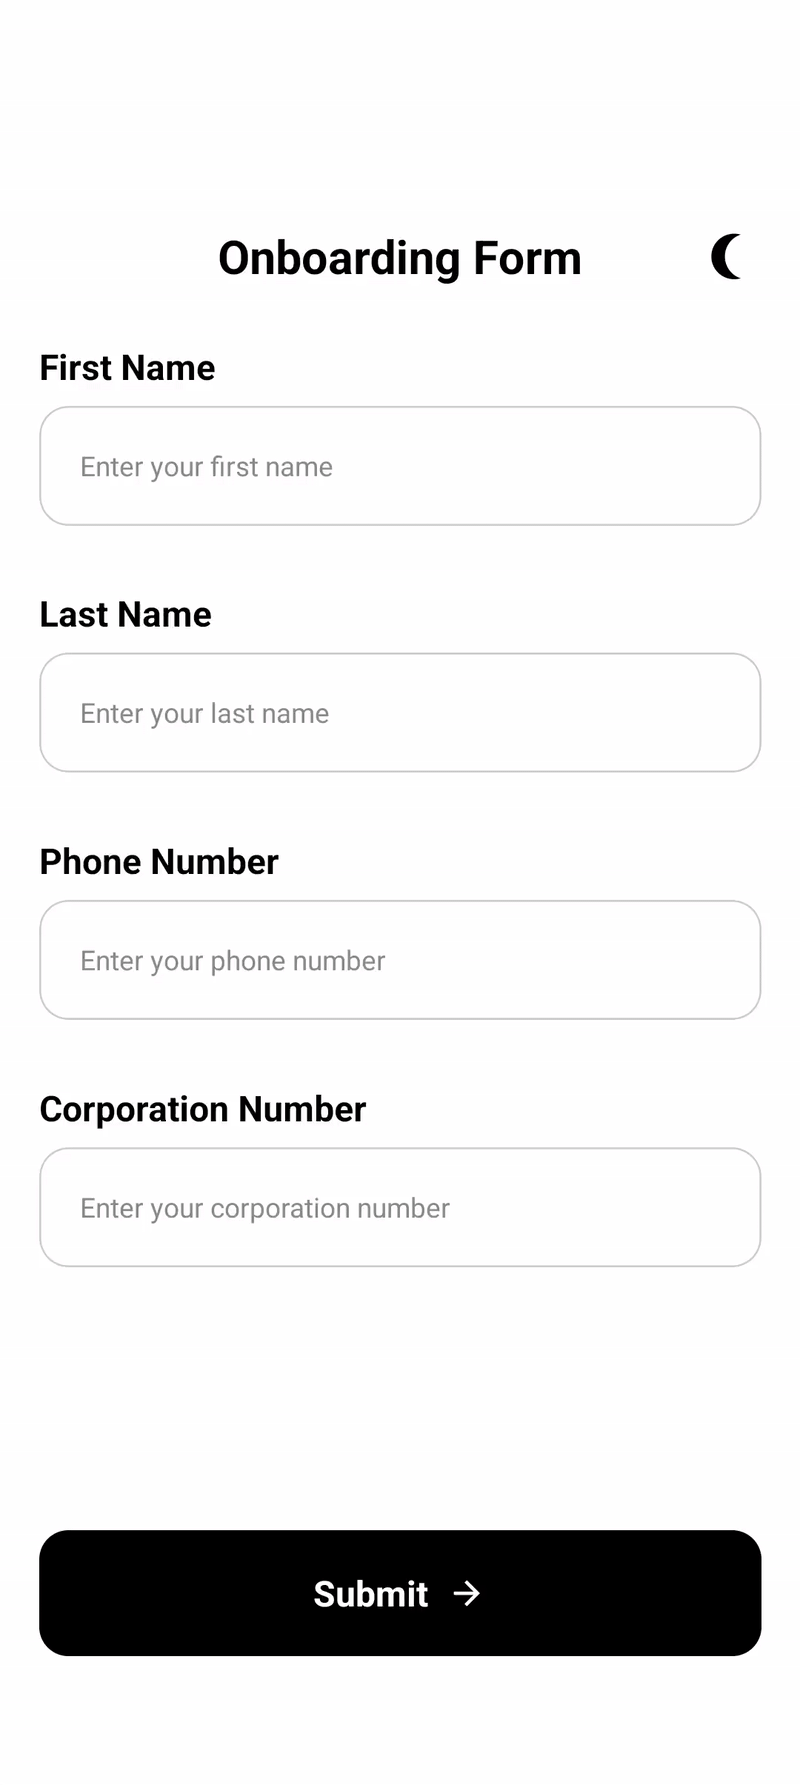 Onboarding Form
First Name
Enter your first name
Last Name
Enter your last name
Phone Number
Enter your phone number
Corporation Number
Enter your corporation number
Submit →